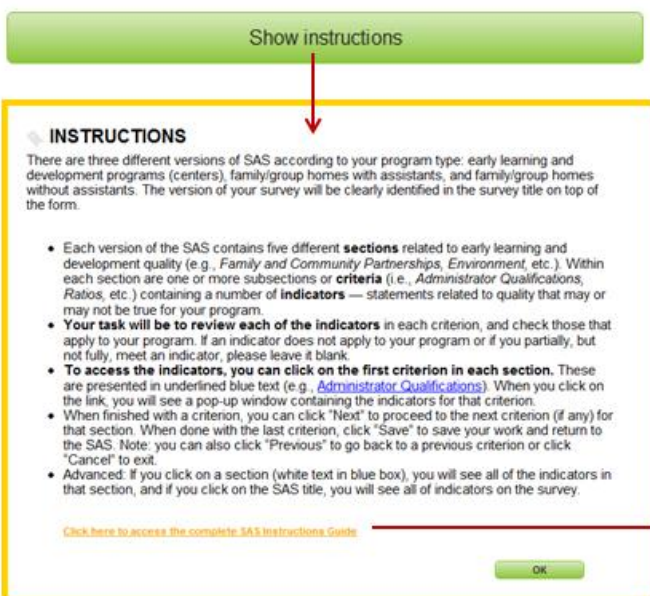 Show instructions
INSTRUCTIONS
There are three different versions of SAS according to your program type: early learning and
development programs (centers), family/group homes with assistants, and family/group homes
without assistants. The version of your survey will be clearly identified in the survey title on top of
the form.
• Each version of the SAS contains five different sections related to early learning and
development quality (e.g., Family and Community Partnerships, Environment, etc.). Within
each section are one or more subsections or criteria (i.e., Administrator Qualifications,
Ratios, etc.) containing a number of indicators — statements related to quality that may or
may not be true for your program.
• Your task will be to review each of the indicators in each criterion, and check those that
apply to your program. If an indicator does not apply to your program or if you partially, but
not fully, meet an indicator, please leave it blank.
• To access the indicators, you can click on the first criterion in each section. These
are presented in underlined blue text (e.g., Administrator Qualifications). When you click on
the link, you will see a pop-up window containing the indicators for that criterion.
• When finished with a criterion, you can click "Next" to proceed to the next criterion (if any) for
that section. When done with the last criterion, click "Save" to save your work and return to
the SAS. Note: you can also click "Previous" to go back to a previous criterion or click
"Cancel" to exit.
• Advanced: If you click on a section (white text in blue box), you will see all of the indicators in
that section, and if you click on the SAS title, you will see all of indicators on the survey.
Click here to access the complete SAS Instructions Guide
OK